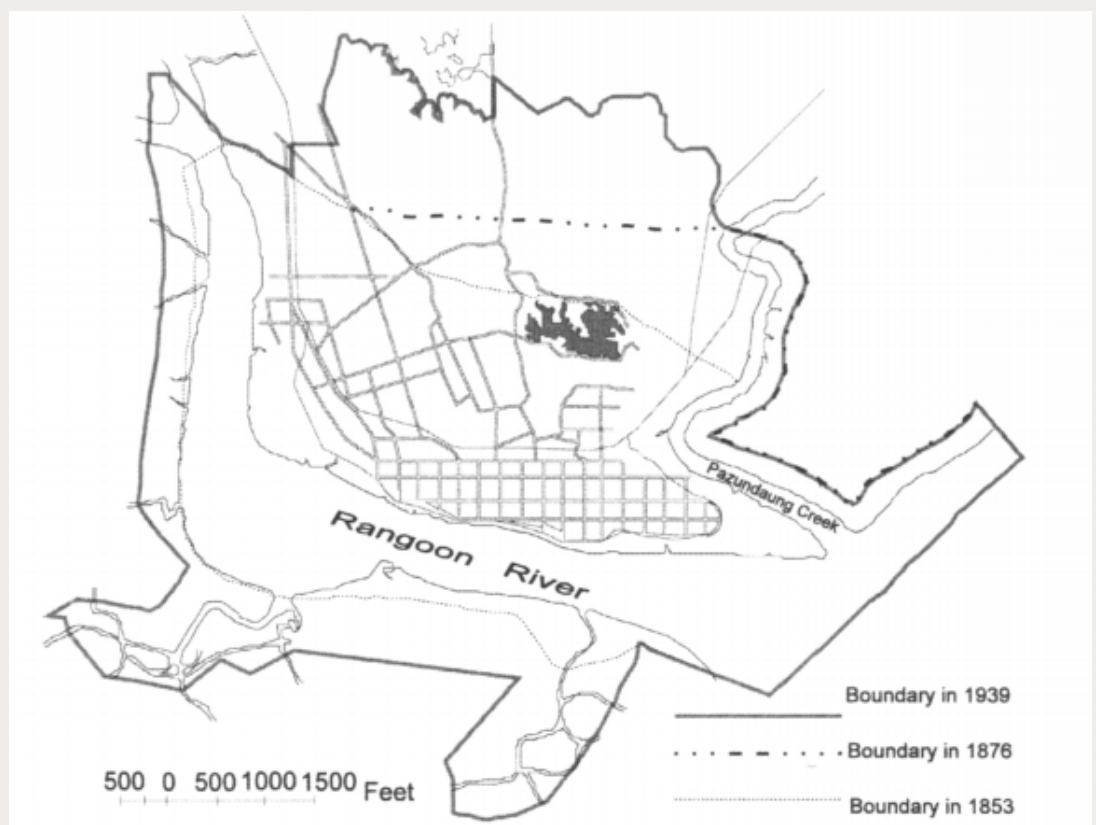 Pazundaung Creek
Rangoon River
Boundary in 1939
Boundary in 1876
Boundary in 1853
500 0 500 1000 1500 Feet